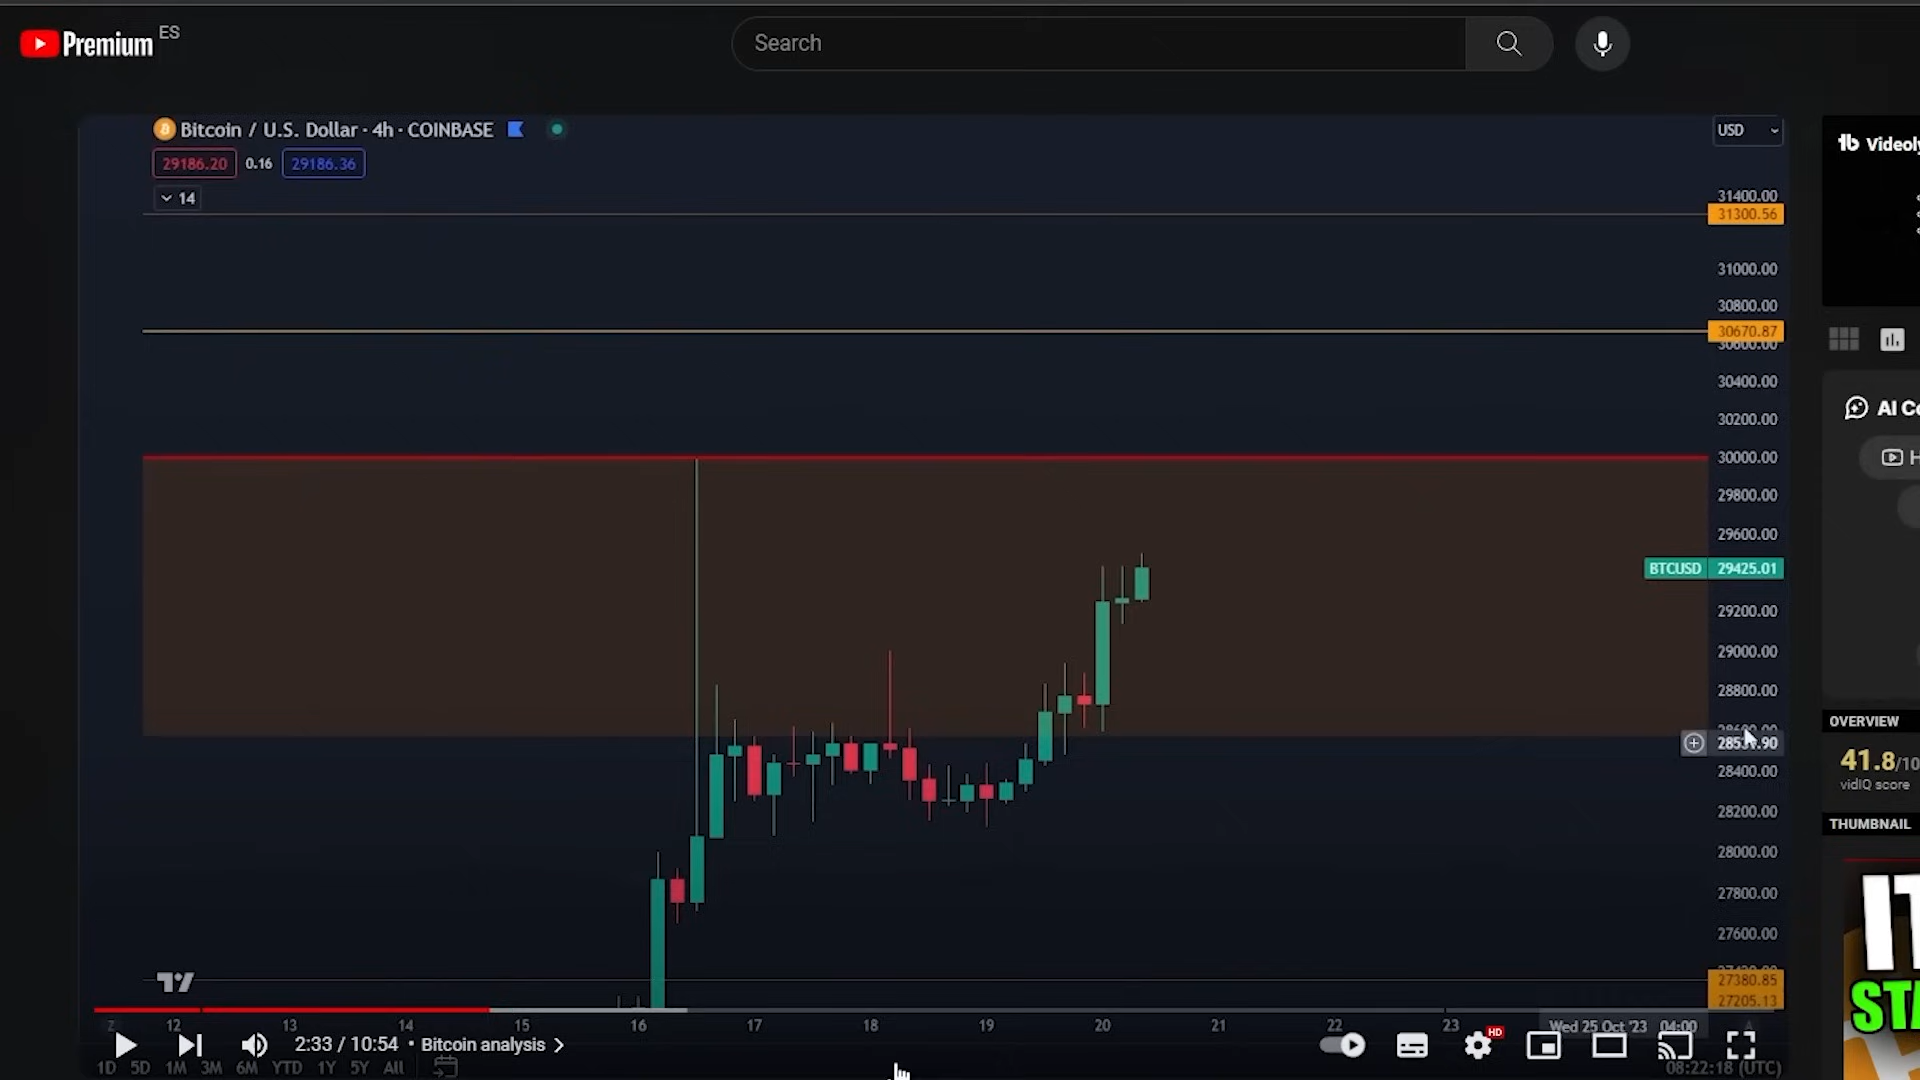 Premium ES
Search
Bitcoin / U.S. Dollar · 4h · COINBASE
USD
29186.20 0.16 29186.36
14
31400.00
31300.56
31000.00
30800.00
30670.87
30600.00
30400.00
30200.00
30000.00
29800.00
29600.00
BTCUSD 29425.01
29200.00
29000.00
28800.00
28400.00
28200.00
28000.00
27800.00
27600.00
27380.85
27205.13
12 13 14 15 16 17 18 19 20 21 22 23 Wed 25 Oct '23 04:00
2:33 / 10:54 • Bitcoin analysis
HD
1D 5D 1M 3M 6M YTD 1Y 5Y All
08:22:18 (UTC)
tb Videoly
AI Co
H
OVERVIEW
41.8/10
vidIQ score
THUMBNAIL
IT
STA